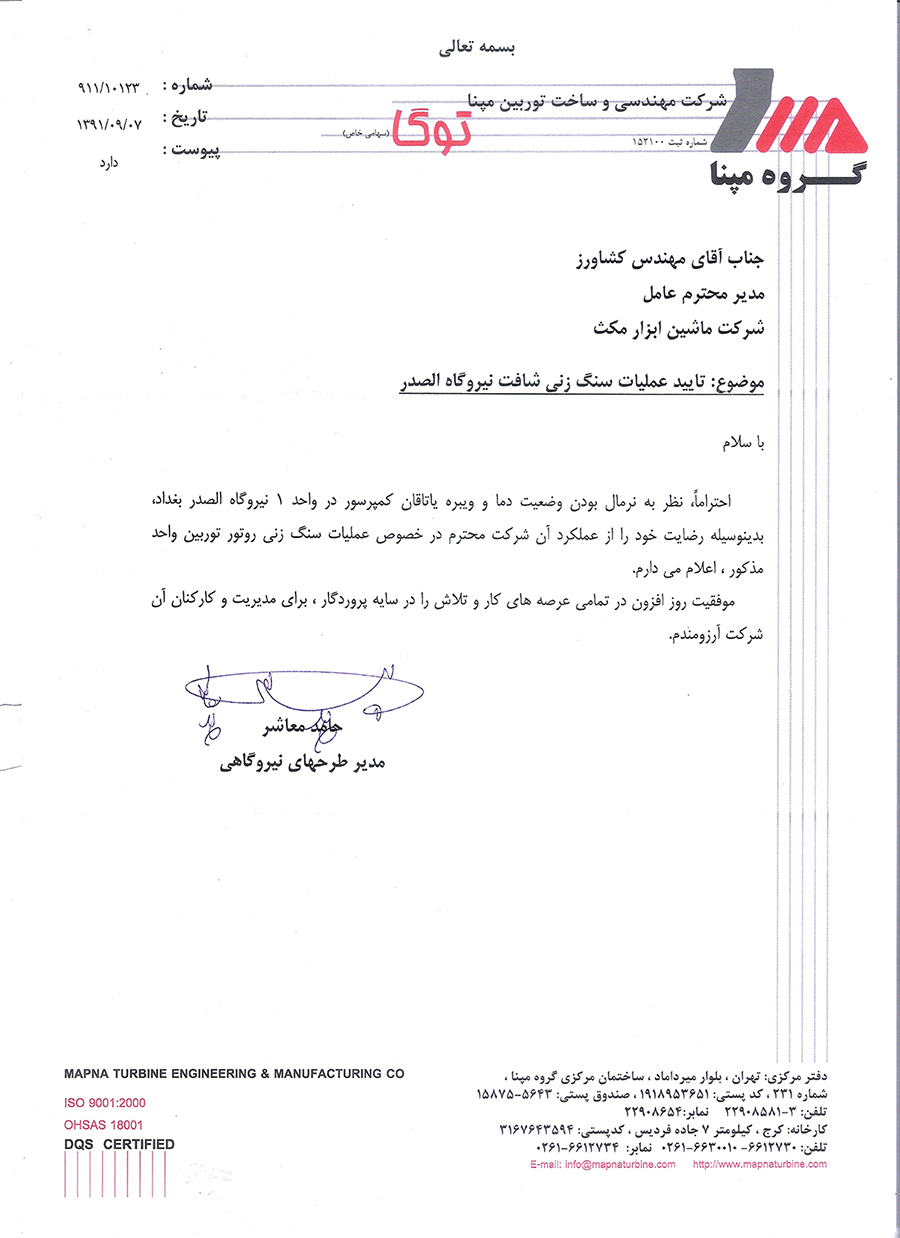 بسمه تعالی
شرکت مهندسی و ساخت توربین مپنا
توگا
(سهامی خاص)
شماره ثبت ۱۵۲۱۰۰
گروه مپنا
شماره : ۹۱۱/۱۰۱۲۳
تاریخ : ۱۳۹۱/۰۹/۰۷
پیوست : دارد
جناب آقای مهندس کشاورز
مدیر محترم عامل
شرکت ماشین ابزار مکث
موضوع: تایید عملیات سنگ زنی شافت نیروگاه الصدر
با سلام
احتراماً، نظر به نرمال بودن وضعیت دما و ویبره یاتاقان کمپرسور در واحد ۱ نیروگاه الصدر بغداد،
بدینوسیله رضایت خود را از عملکرد آن شرکت محترم در خصوص عملیات سنگ زنی روتور توربین واحد
مذکور ، اعلام می دارم.
موفقیت روز افزون در تمامی عرصه های کار و تلاش را در سایه پروردگار ، برای مدیریت و کارکنان آن
شرکت آرزومندم.
حامد معاشر
مدیر طرحهای نیروگاهی
MAPNA TURBINE ENGINEERING & MANUFACTURING CO
ISO 9001:2000
OHSAS 18001
DQS CERTIFIED
دفتر مرکزی: تهران ، بلوار میرداماد ، ساختمان مرکزی گروه مپنا ،
شماره ۲۳۱ ، کد پستی: ۱۹۱۸۹۵۳۶۵۱ ، صندوق پستی: ۵۶۴۳-۱۵۸۷۵
تلفن: ۳-۲۲۹۰۸۵۸۱ نمابر: ۲۲۹۰۸۶۵۴
کارخانه: کرج ، کیلومتر ۷ جاده فردیس ، کدپستی: ۳۱۶۷۶۴۳۵۹۴
تلفن: ۶۶۱۲۷۳۰-۶۶۳۰۰۱۰-۰۲۶۱ نمابر: ۶۶۱۲۷۳۴-۰۲۶۱
E-mail: info@mapnaturbine.com http://www.mapnaturbine.com